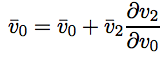 v̄₀ = v̄₀ + v̄₂ ∂v₂/∂v₀